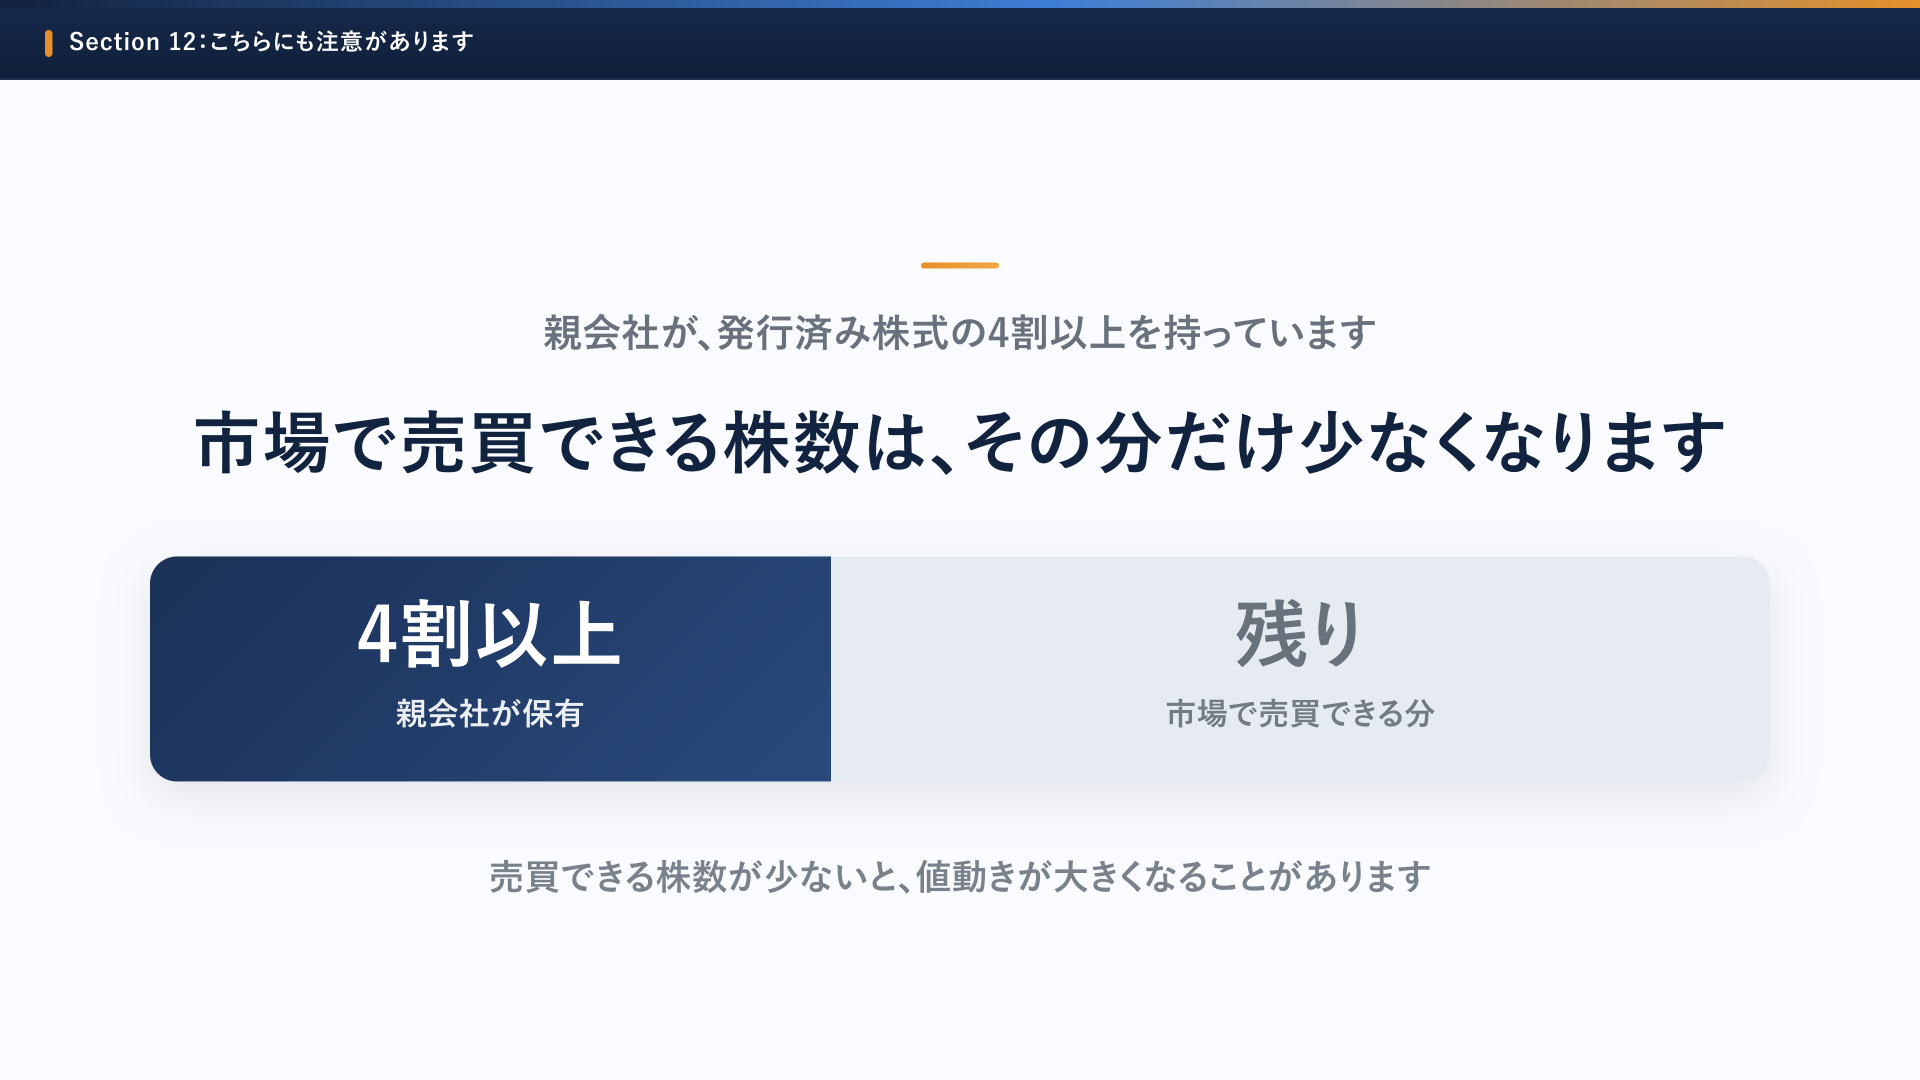 Section 12：こちらにも注意があります
親会社が、発行済み株式の4割以上を持っています
市場で売買できる株数は、その分だけ少なくなります
4割以上
親会社が保有
残り
市場で売買できる分
売買できる株数が少ないと、値動きが大きくなることがあります